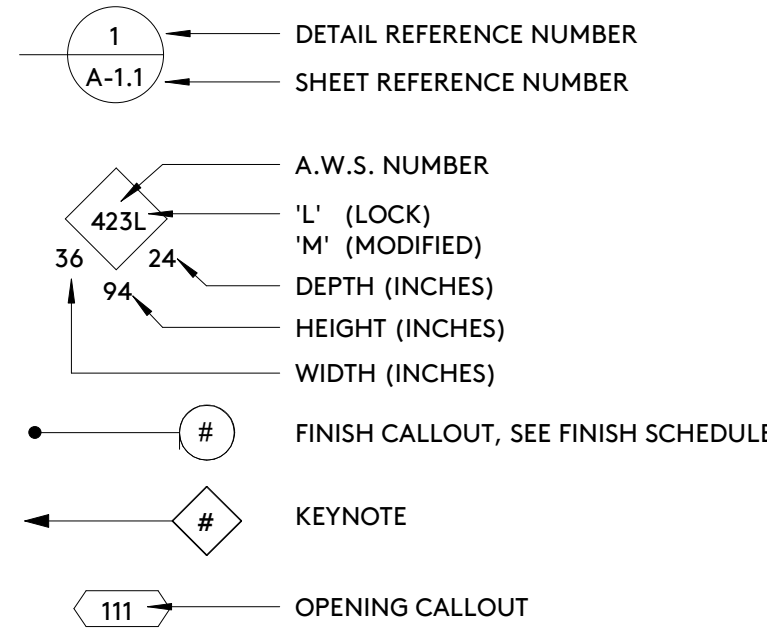 1 DETAIL REFERENCE NUMBER
A-1.1 SHEET REFERENCE NUMBER
A.W.S. NUMBER
423L 'L' (LOCK)
'M' (MODIFIED)
36 24
DEPTH (INCHES)
94
HEIGHT (INCHES)
WIDTH (INCHES)
# FINISH CALLOUT, SEE FINISH SCHEDULE
# KEYNOTE
111 OPENING CALLOUT